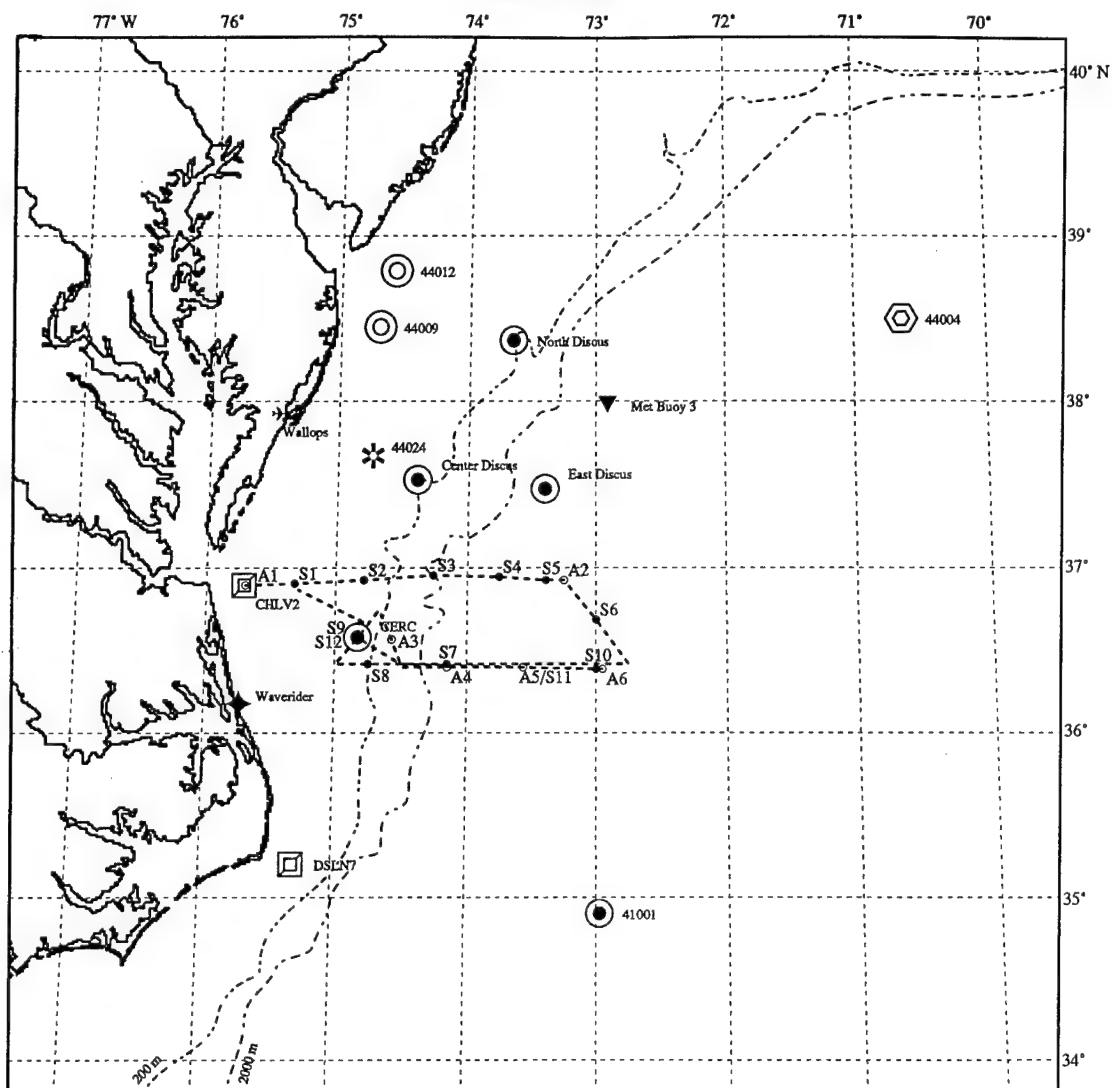 77° W 76° 75° 74° 73° 72° 71° 70°
40° N
39°
44012
44009
North Discus
44004
38°
Met Buoy 3
Wallops
44024
Center Discus
East Discus
37°
A1 S1 S2 S3 S4 S5 A2
CHLV2
S6
S9 CERC
S12 A3
S7 S10
S8 A4 A5/S11 A6
Waverider
36°
DSLN7
35°
41001
200 m
2000 m
34°